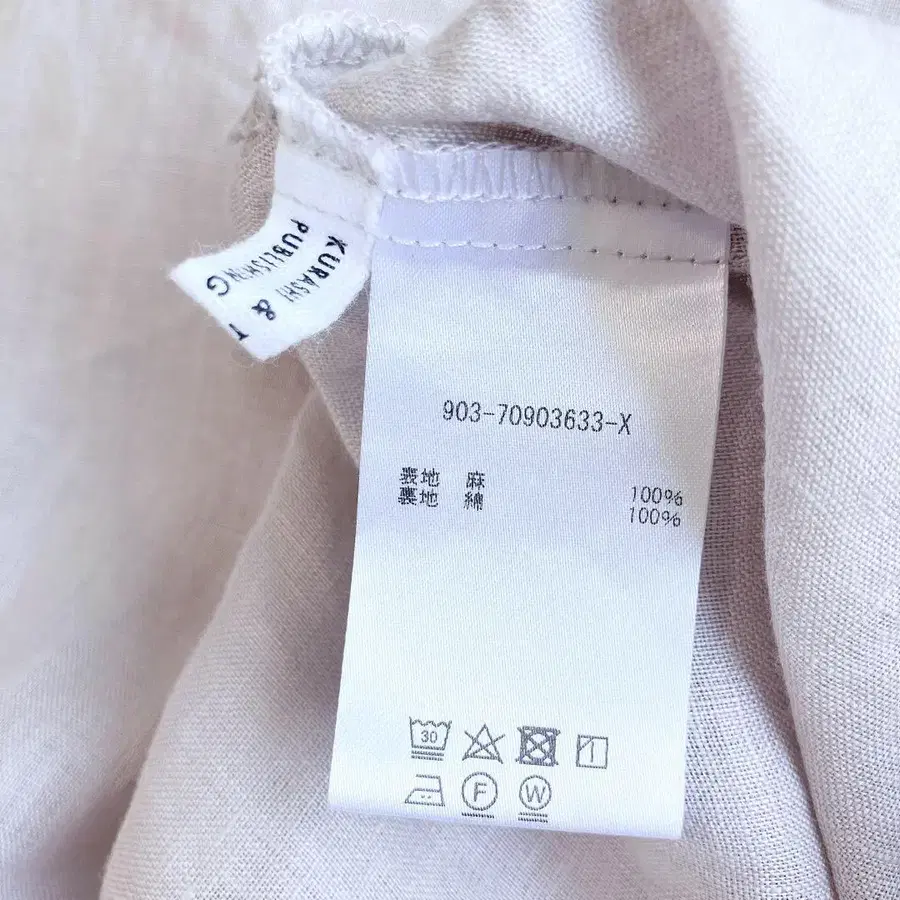 KURASHI & T
PUBLISHING
903-70903633-X
表地 麻 100%
裏地 綿 100%
30
F W